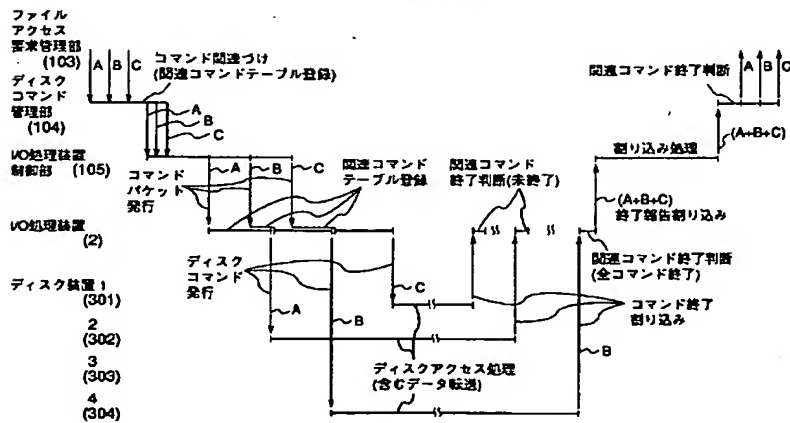 ファイル
アクセス
要求管理部
(103)
ディスク
コマンド
管理部
(104)
I/O処理装置
制御部 (105)
I/O処理装置
(2)
ディスク装置 1
(301)
2
(302)
3
(303)
4
(304)
A
B
C
コマンド関連づけ
(関連コマンドテーブル登録)
A
B
C
A
B
C
コマンド
パケット
発行
関連コマンド
テーブル登録
ディスク
コマンド
発行
A
B
C
ディスクアクセス処理
(含むデータ転送)
関連コマンド
終了判断(未終了)
関連コマンド終了判断
A
B
C
(A+B+C)
割り込み処理
(A+B+C)
終了報告割り込み
関連コマンド終了判断
(全コマンド終了)
コマンド終了
割り込み
B